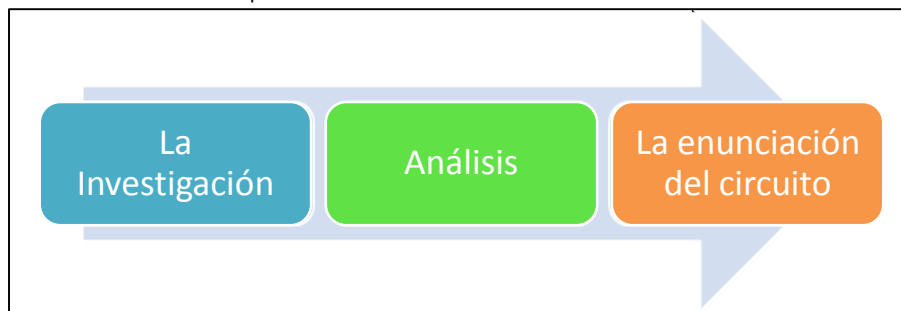 La
Investigación
Análisis
La enunciación
del circuito